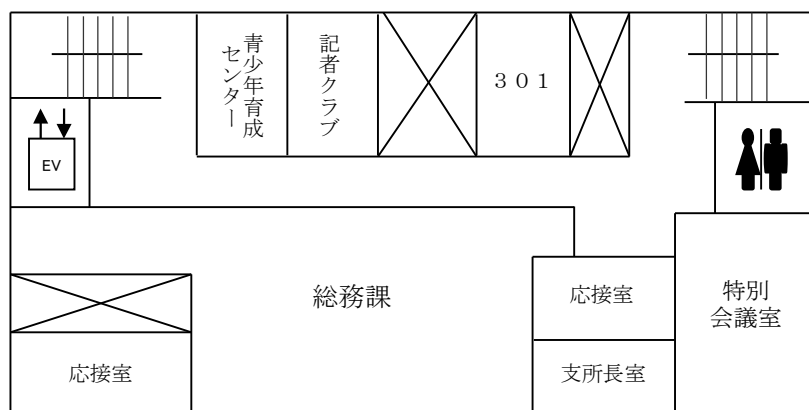 青少年育成
センター
記者クラブ
３０１
EV
総務課
応接室
特別
会議室
応接室
支所長室